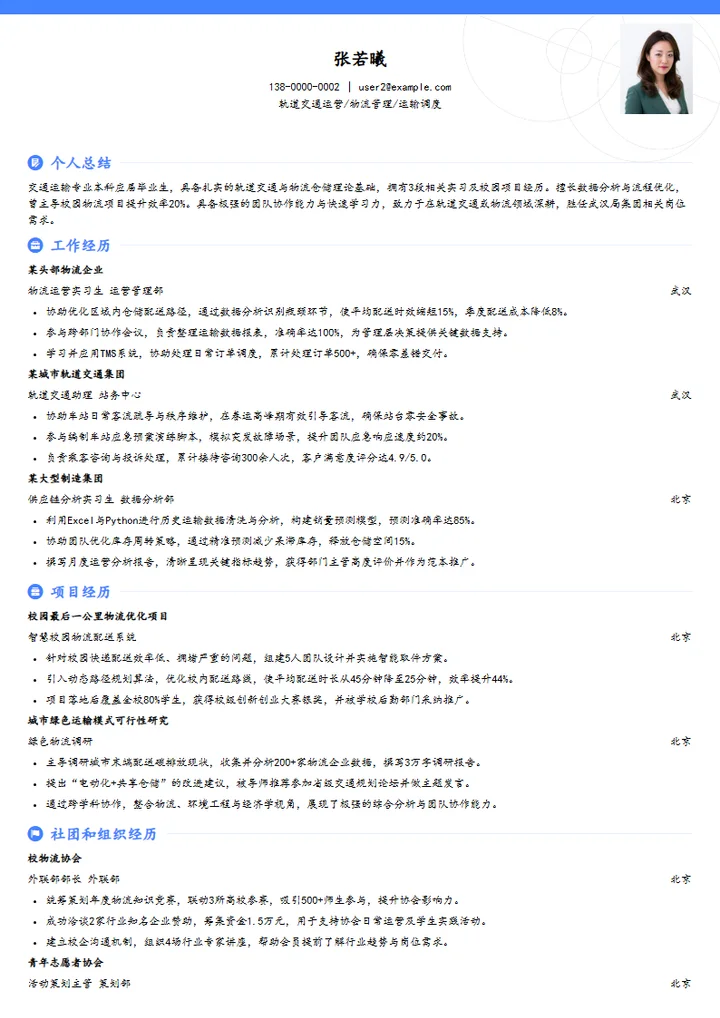 张若曦
138-0000-0002 | user2@example.com
轨道交通运营/物流管理/运输调度
个人总结
交通运输专业本科应届毕业生，具备扎实的轨道交通与物流仓储理论基础，拥有3段相关实习及校园项目经历。擅长数据分析与流程优化，
曾主导校园物流项目提升效率20%。具备极强的团队协作能力与快速学习力，致力于在轨道交通或物流领域深耕，胜任武汉局集团相关岗位
需求。
工作经历
某头部物流企业
物流运营实习生 运营管理部 武汉
• 协助优化区域内仓储配送路径，通过数据分析识别瓶颈环节，使平均配送时效缩短15%，季度配送成本降低8%。
• 参与跨部门协作会议，负责整理运输数据报表，准确率达100%，为管理层决策提供关键数据支持。
• 学习并应用TMS系统，协助处理日常订单调度，累计处理订单500+，确保零差错交付。
某城市轨道交通集团
轨道交通助理 站务中心 武汉
• 协助车站日常客流疏导与秩序维护，在春运高峰期有效引导客流，确保站台零安全事故。
• 参与编制车站应急预案演练脚本，模拟突发故障场景，提升团队应急响应速度约20%。
• 负责乘客咨询与投诉处理，累计接待咨询300余人次，客户满意度评分达4.9/5.0。
某大型制造集团
供应链分析实习生 数据分析部 北京
• 利用Excel与Python进行历史运输数据清洗与分析，构建销量预测模型，预测准确率达85%。
• 协助团队优化库存周转策略，通过精准预测减少呆滞库存，释放仓储空间15%。
• 撰写月度运营分析报告，清晰呈现关键指标趋势，获得部门主管高度评价并作为范本推广。
项目经历
校园最后一公里物流优化项目
智慧校园物流配送系统 北京
• 针对校园快递配送效率低、拥堵严重的问题，组建5人团队设计并实施智能取件方案。
• 引入动态路径规划算法，优化校内配送路线，使平均配送时长从45分钟降至25分钟，效率提升44%。
• 项目落地后覆盖全校80%学生，获得校级创新创业大赛银奖，并被学校后勤部门采纳推广。
城市绿色运输模式可行性研究
绿色物流调研 北京
• 主导调研城市末端配送碳排放现状，收集并分析200+家物流企业数据，撰写3万字调研报告。
• 提出“电动化+共享仓储”的改进建议，被导师推荐参加省级交通规划论坛并做主题发言。
• 通过跨学科协作，整合物流、环境工程与经济学视角，展现了极强的综合分析与团队协作能力。
社团和组织经历
校物流协会
外联部部长 外联部 北京
• 统筹策划年度物流知识竞赛，联动3所高校参赛，吸引500+师生参与，提升协会影响力。
• 成功洽谈2家行业知名企业赞助，筹集资金1.5万元，用于支持协会日常运营及学生实践活动。
• 建立校企沟通机制，组织4场行业专家讲座，帮助会员提前了解行业趋势与岗位需求。
青年志愿者协会
活动策划主管 策划部 北京